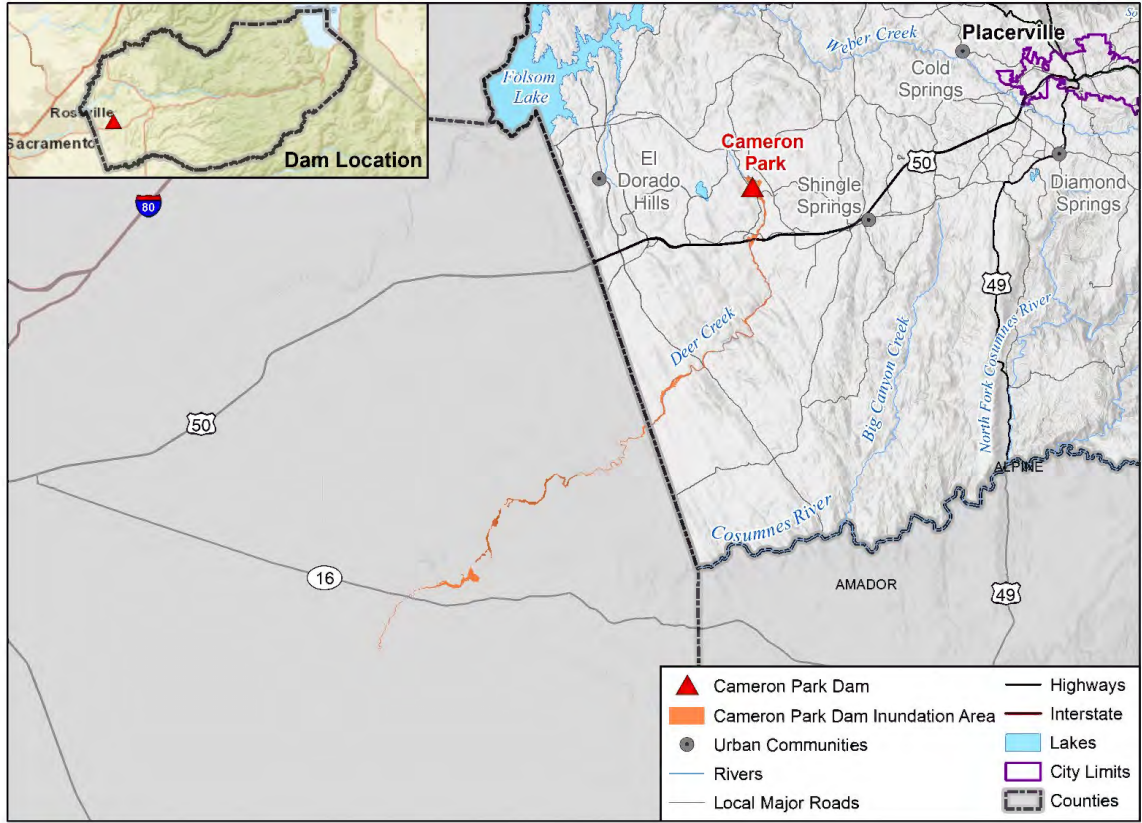 Roseville
Sacramento
Dam Location
80
Folsom
Lake
Weber Creek
Placerville
Cold
Springs
Cameron
Park
El
Dorado
Hills
50
Shingle
Springs
Diamond
Springs
49
Deer Creek
Big Canyon Creek
North Fork Cosumnes River
50
ALPINE
Cosumnes River
16
AMADOR
49
Cameron Park Dam
Cameron Park Dam Inundation Area
Urban Communities
Rivers
Local Major Roads
Highways
Interstate
Lakes
City Limits
Counties